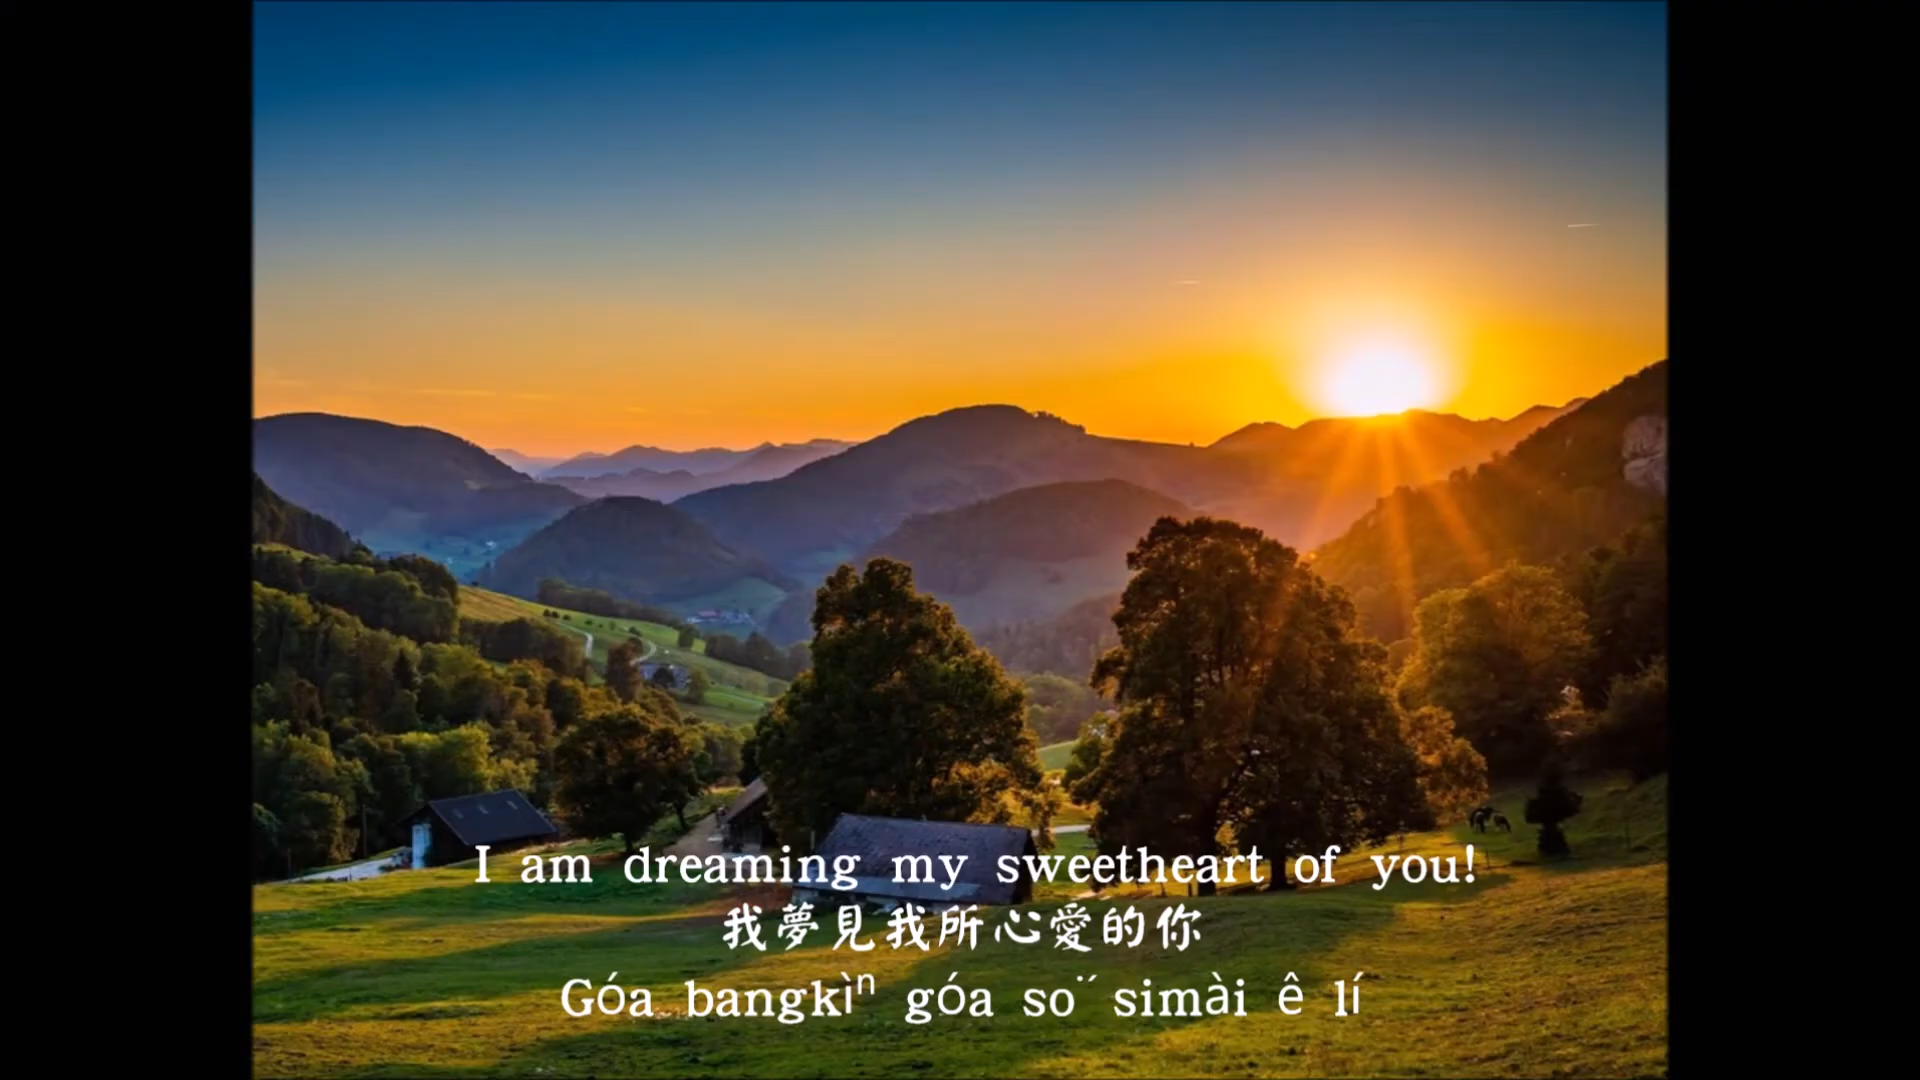 I am dreaming my sweetheart of you!
我夢見我所心愛的你
Góa bangkìⁿ góa so¨´ simài ê lí